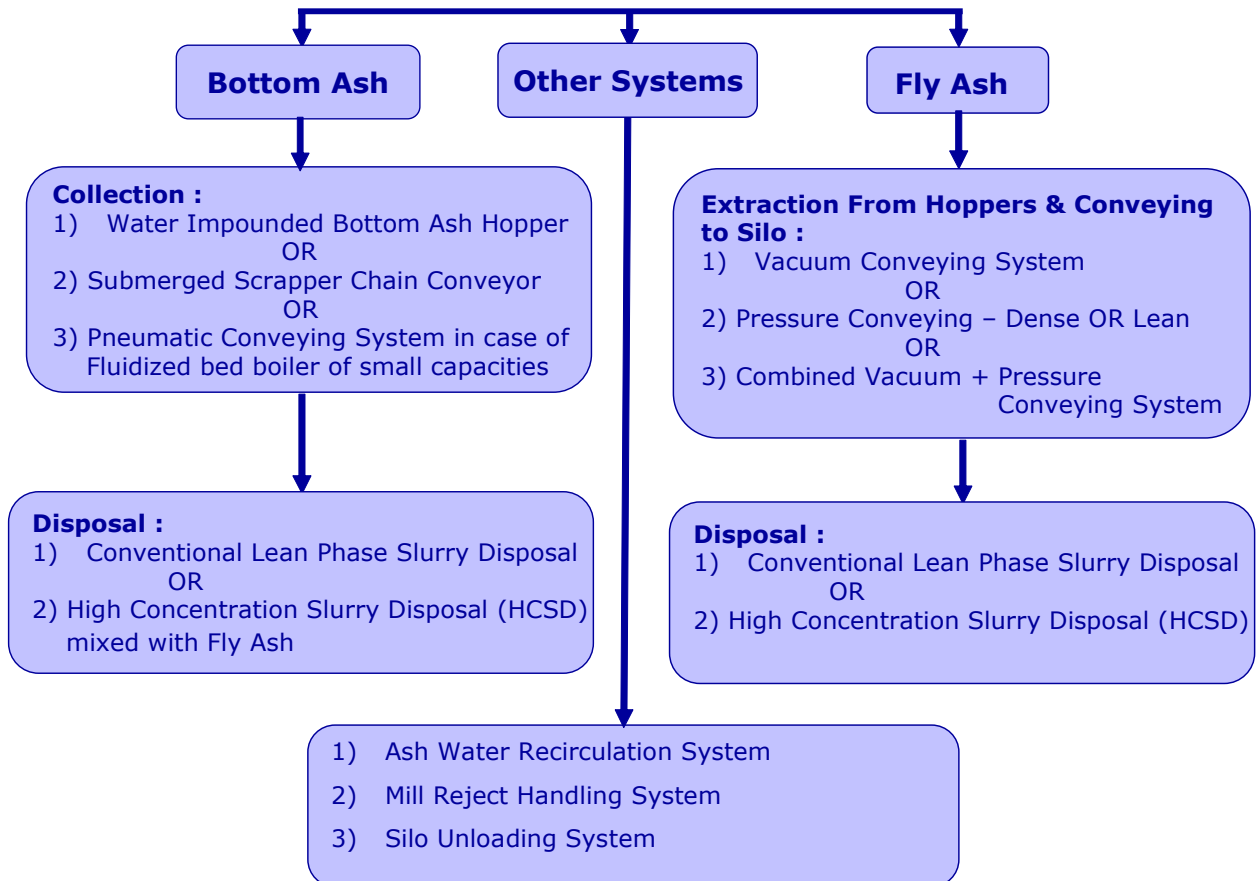 Bottom Ash
Other Systems
Fly Ash
Collection :
1) Water Impounded Bottom Ash Hopper
OR
2) Submerged Scrapper Chain Conveyor
OR
3) Pneumatic Conveying System in case of
Fluidized bed boiler of small capacities
Extraction From Hoppers & Conveying
to Silo :
1) Vacuum Conveying System
OR
2) Pressure Conveying – Dense OR Lean
OR
3) Combined Vacuum + Pressure
Conveying System
Disposal :
1) Conventional Lean Phase Slurry Disposal
OR
2) High Concentration Slurry Disposal (HCSD)
mixed with Fly Ash
Disposal :
1) Conventional Lean Phase Slurry Disposal
OR
2) High Concentration Slurry Disposal (HCSD)
1) Ash Water Recirculation System
2) Mill Reject Handling System
3) Silo Unloading System